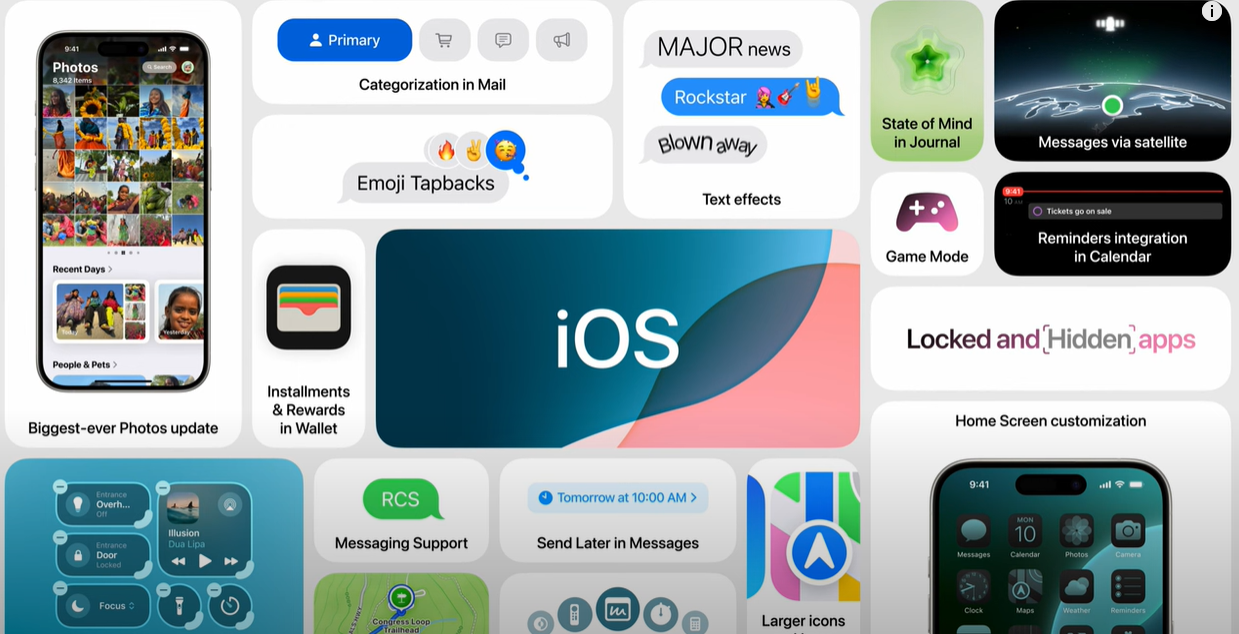 9:41
Photos
8,342 Items
Search
Recent Days >
Today
Yesterday
People & Pets >
Biggest-ever Photos update
Primary
Categorization in Mail
Emoji Tapbacks
MAJOR news
Rockstar
Blown away
Text effects
State of Mind
in Journal
Messages via satellite
Game Mode
9:41
10 AM
Tickets go on sale
Reminders integration
in Calendar
Installments
& Rewards
in Wallet
iOS
Locked and [Hidden] apps
Home Screen customization
9:41
MON
10
Messages
Calendar
Photos
Camera
Clock
Maps
Weather
Reminders
Entrance
Overh...
Off
Entrance
Door
Locked
Focus
Illusion
Dua Lipa
RCS
Messaging Support
Tomorrow at 10:00 AM >
Send Later in Messages
Congress Loop
Trailhead
Larger icons